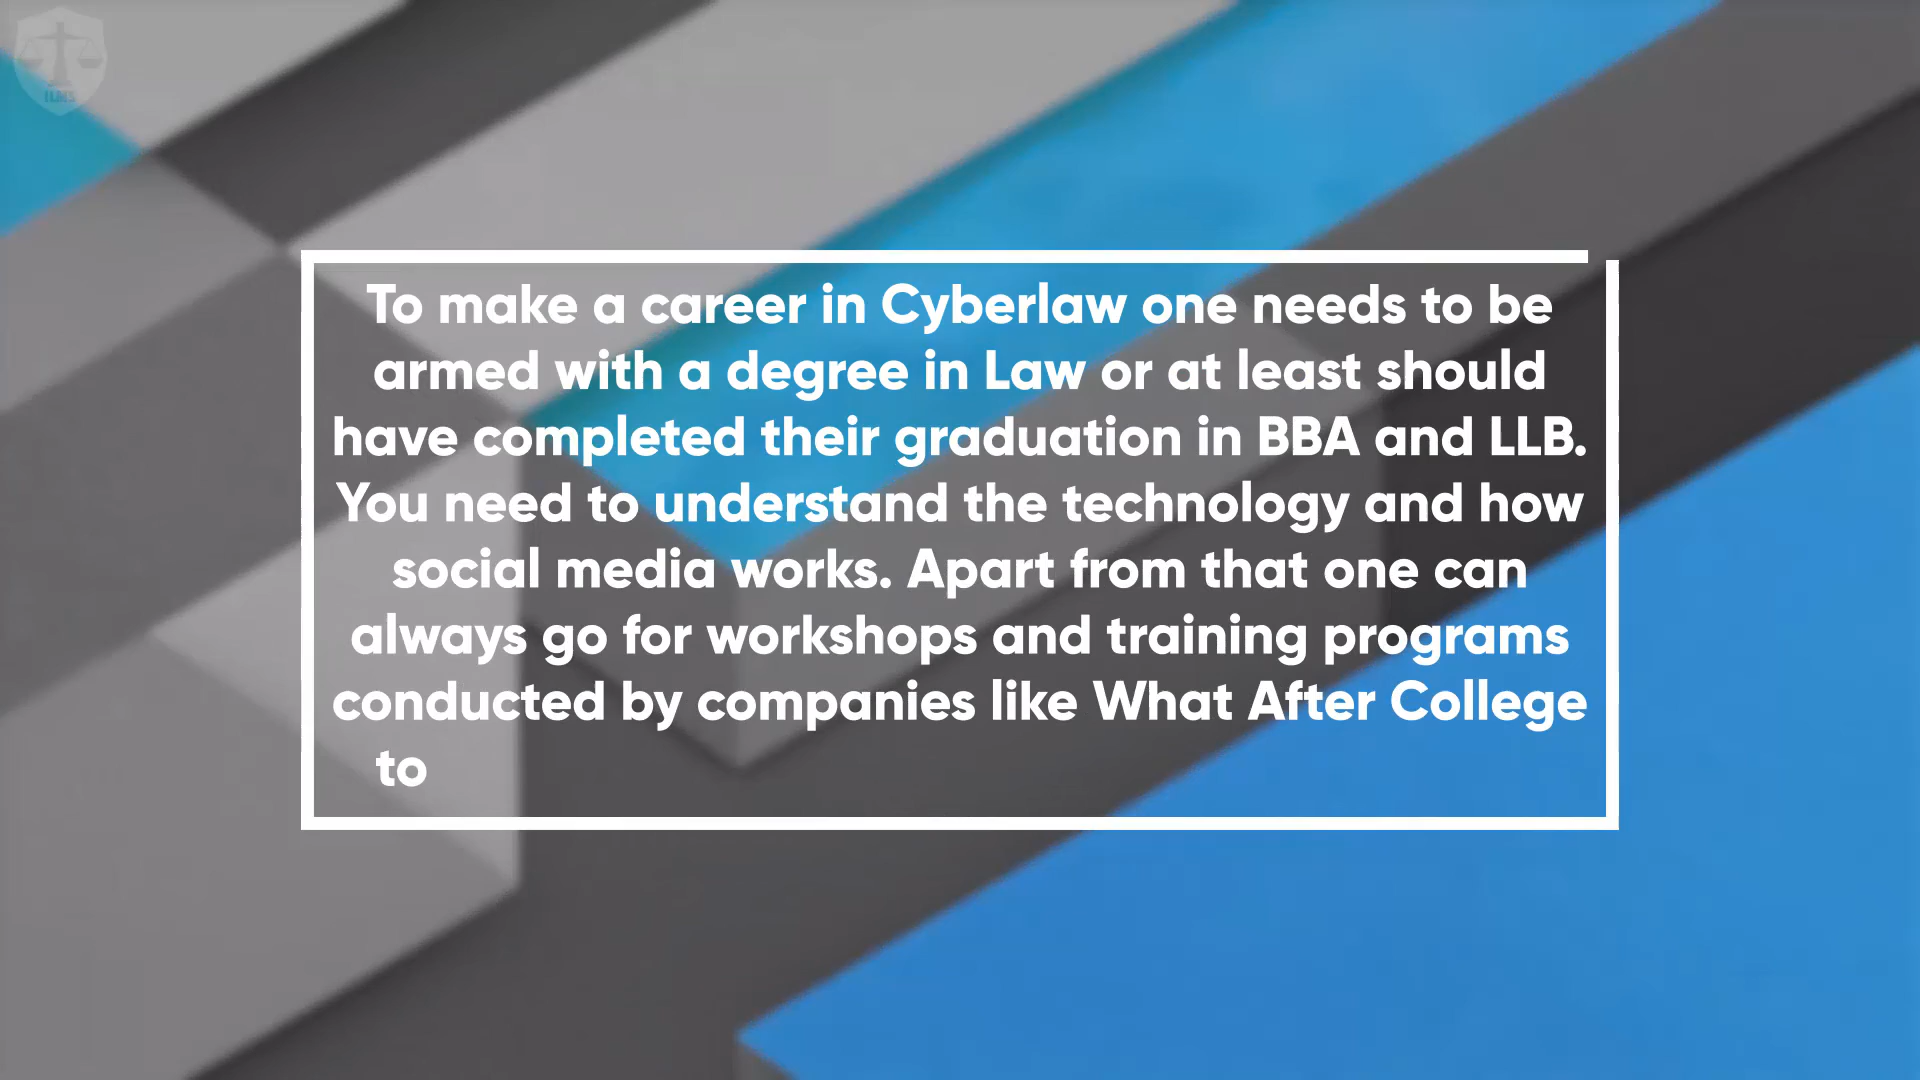 ILMS
To make a career in Cyberlaw one needs to be
armed with a degree in Law or at least should
have completed their graduation in BBA and LLB.
You need to understand the technology and how
social media works. Apart from that one can
always go for workshops and training programs
conducted by companies like What After College
to